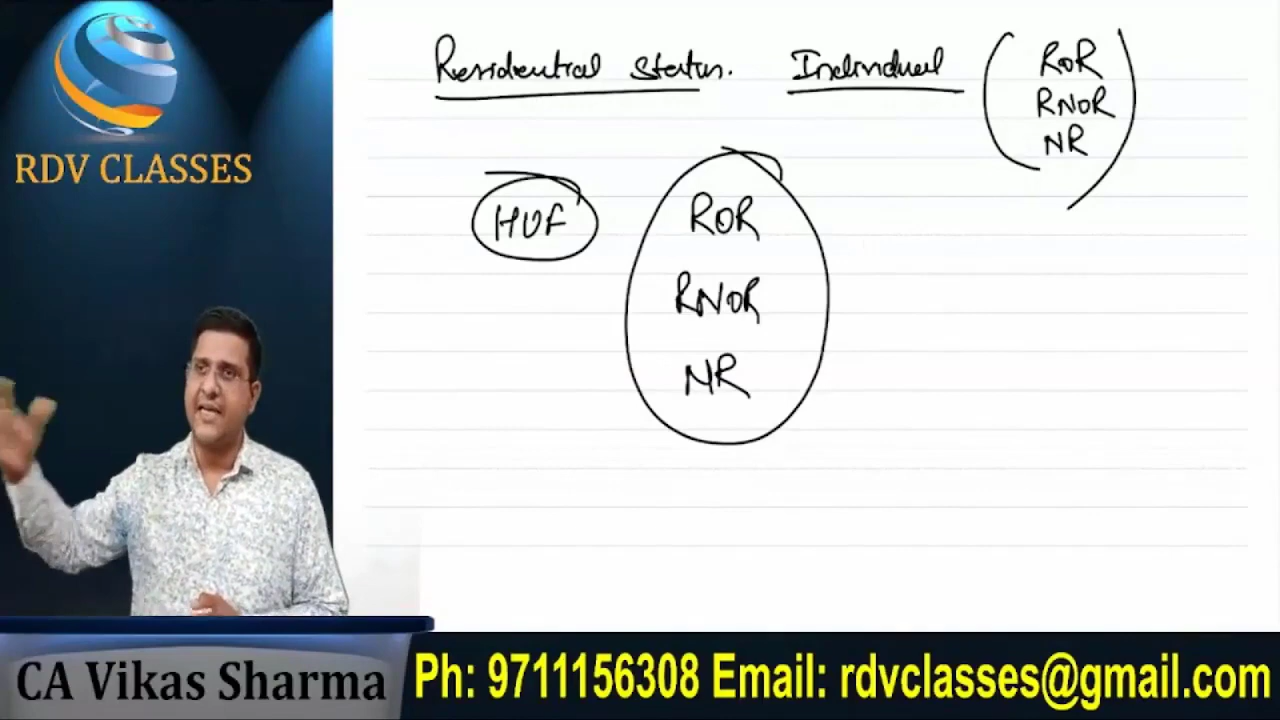 RDV CLASSES
Residential Status. Individual
ROR
RNOR
NR
HUF
ROR
RNOR
NR
CA Vikas Sharma
Ph: 9711156308 Email: rdvclasses@gmail.com